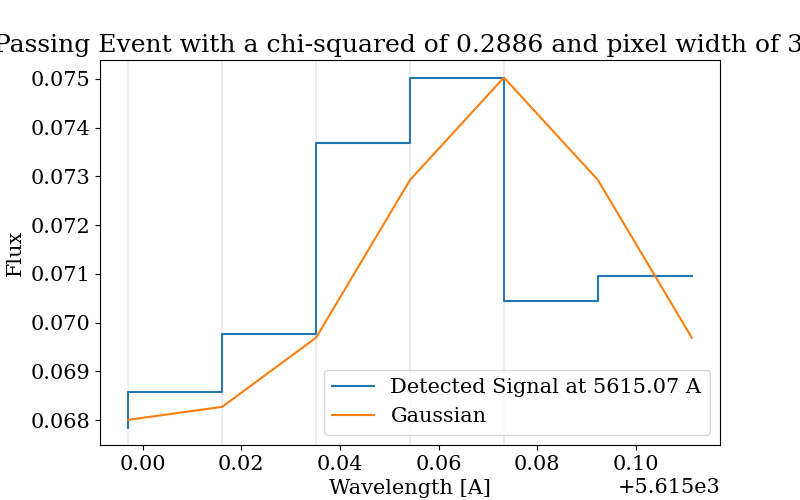 Passing Event with a chi-squared of 0.2886 and pixel width of 3
0.075
0.074
0.073
0.072
0.071
0.070
0.069
0.068
Flux
Detected Signal at 5615.07 A
Gaussian
0.00 0.02 0.04 0.06 0.08 0.10
Wavelength [A]
+5.615e3